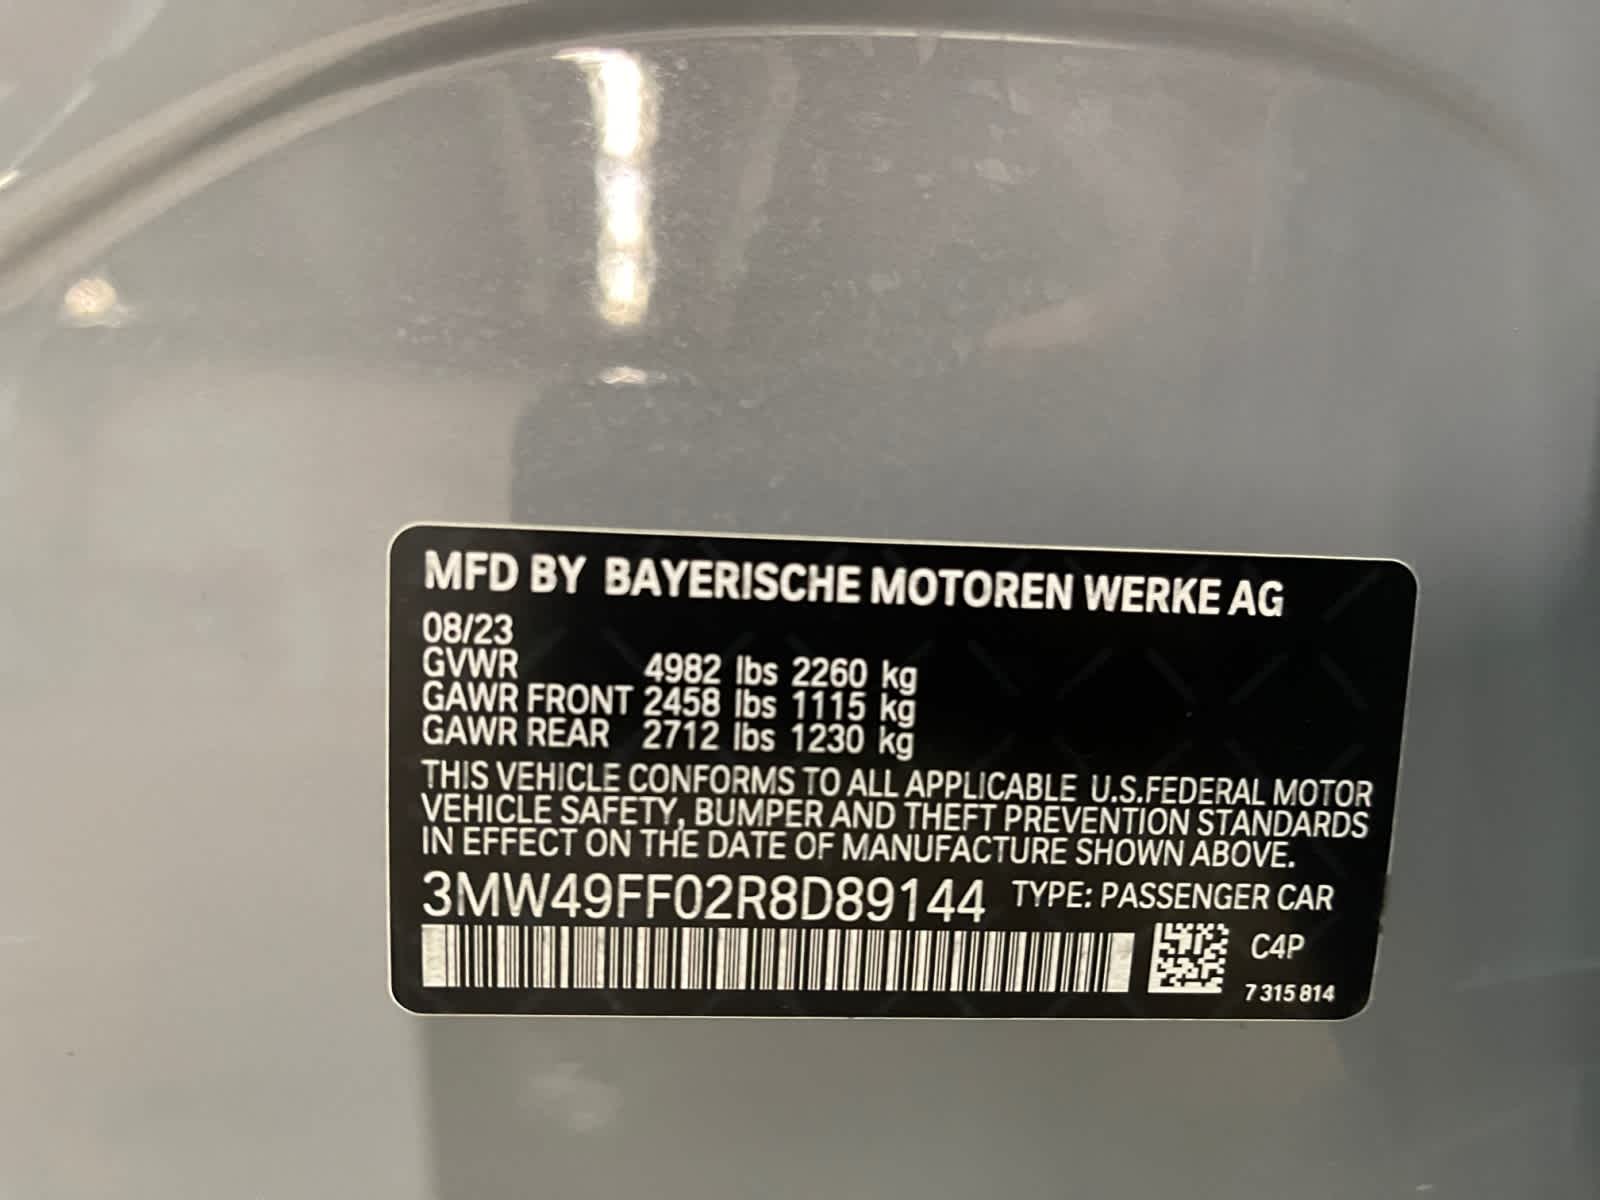 MFD BY BAYERISCHE MOTOREN WERKE AG
08/23
GVWR 4982 lbs 2260 kg
GAWR FRONT 2458 lbs 1115 kg
GAWR REAR 2712 lbs 1230 kg
THIS VEHICLE CONFORMS TO ALL APPLICABLE U.S.FEDERAL MOTOR
VEHICLE SAFETY, BUMPER AND THEFT PREVENTION STANDARDS
IN EFFECT ON THE DATE OF MANUFACTURE SHOWN ABOVE.
3MW49FF02R8D89144 TYPE: PASSENGER CAR
C4P
7 315 814